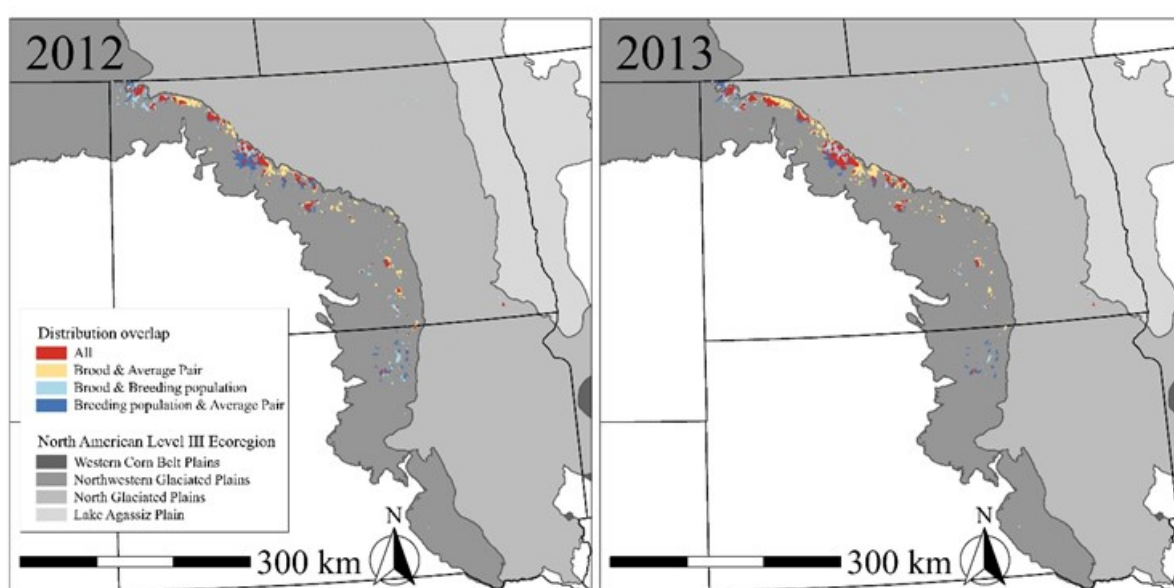 2012
Distribution overlap
All
Brood & Average Pair
Brood & Breeding population
Breeding population & Average Pair
North American Level III Ecoregion
Western Corn Belt Plains
Northwestern Glaciated Plains
North Glaciated Plains
Lake Agassiz Plain
N
300 km
2013
N
300 km